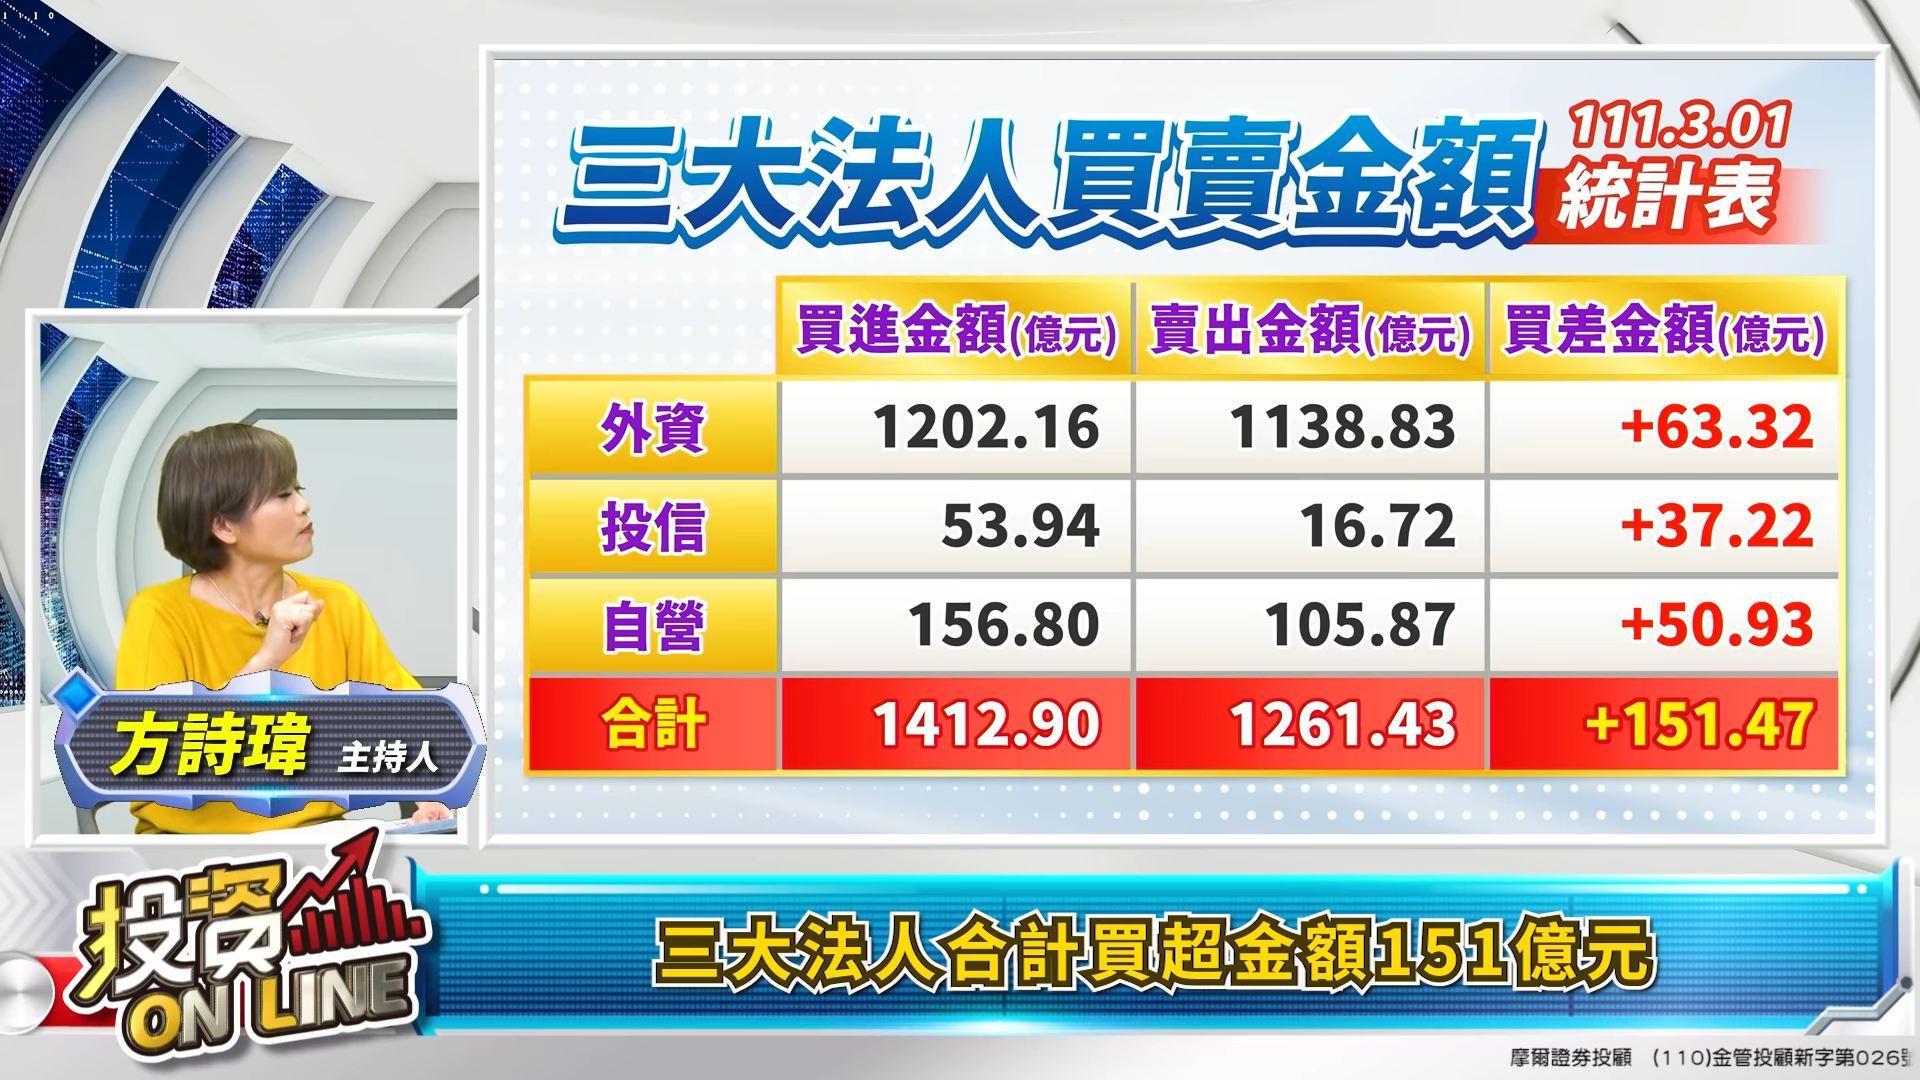 111.3.01
三大法人買賣金額 統計表
買進金額(億元) 賣出金額(億元) 買差金額(億元)
外資 1202.16 1138.83 +63.32
投信 53.94 16.72 +37.22
自營 156.80 105.87 +50.93
合計 1412.90 1261.43 +151.47
方詩瑋 主持人
投資
ON LINE
三大法人合計買超金額151億元
摩爾證券投顧 (110)金管投顧新字第026號